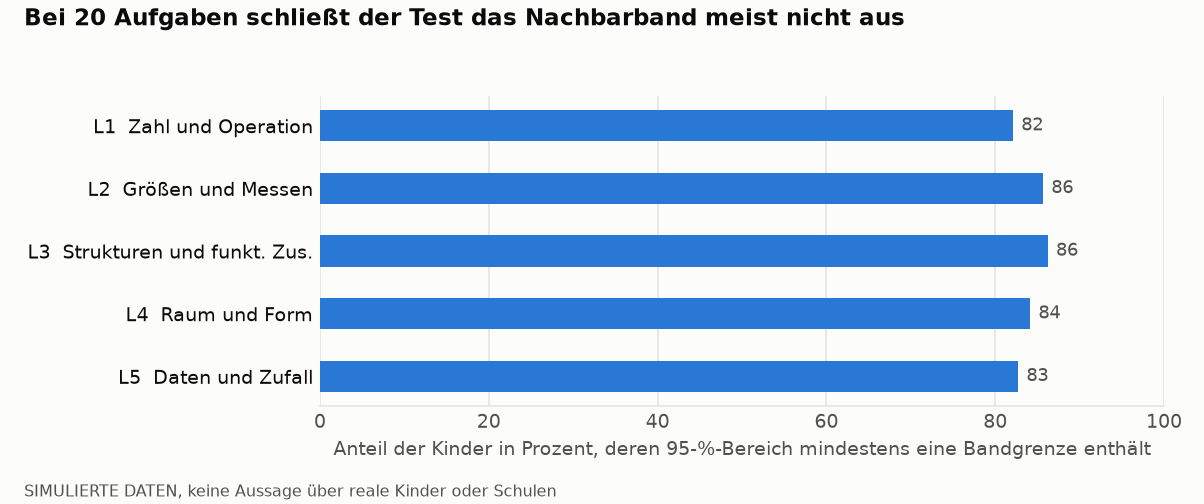 Bei 20 Aufgaben schließt der Test das Nachbarband meist nicht aus
L1  Zahl und Operation 82
L2  Größen und Messen 86
L3  Strukturen und funkt. Zus. 86
L4  Raum und Form 84
L5  Daten und Zufall 83
0 20 40 60 80 100
Anteil der Kinder in Prozent, deren 95-%-Bereich mindestens eine Bandgrenze enthält
SIMULIERTE DATEN, keine Aussage über reale Kinder oder Schulen